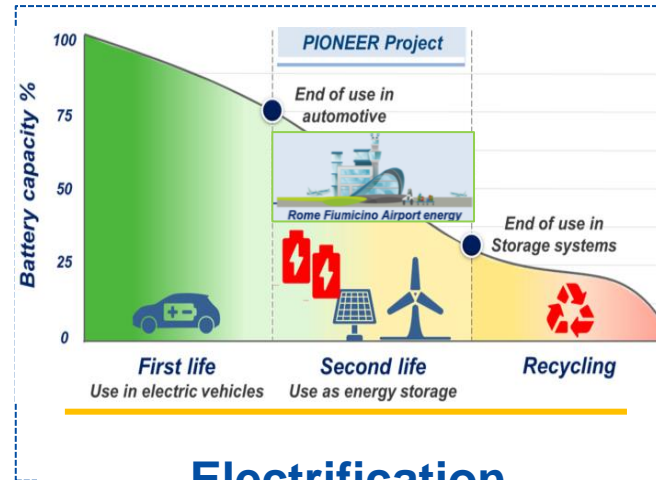 PIONEER Project
Battery capacity %
100
75
50
25
0
End of use in
automotive
Rome Fiumicino Airport energy
End of use in
Storage systems
First life
Use in electric vehicles
Second life
Use as energy storage
Recycling
Electrification